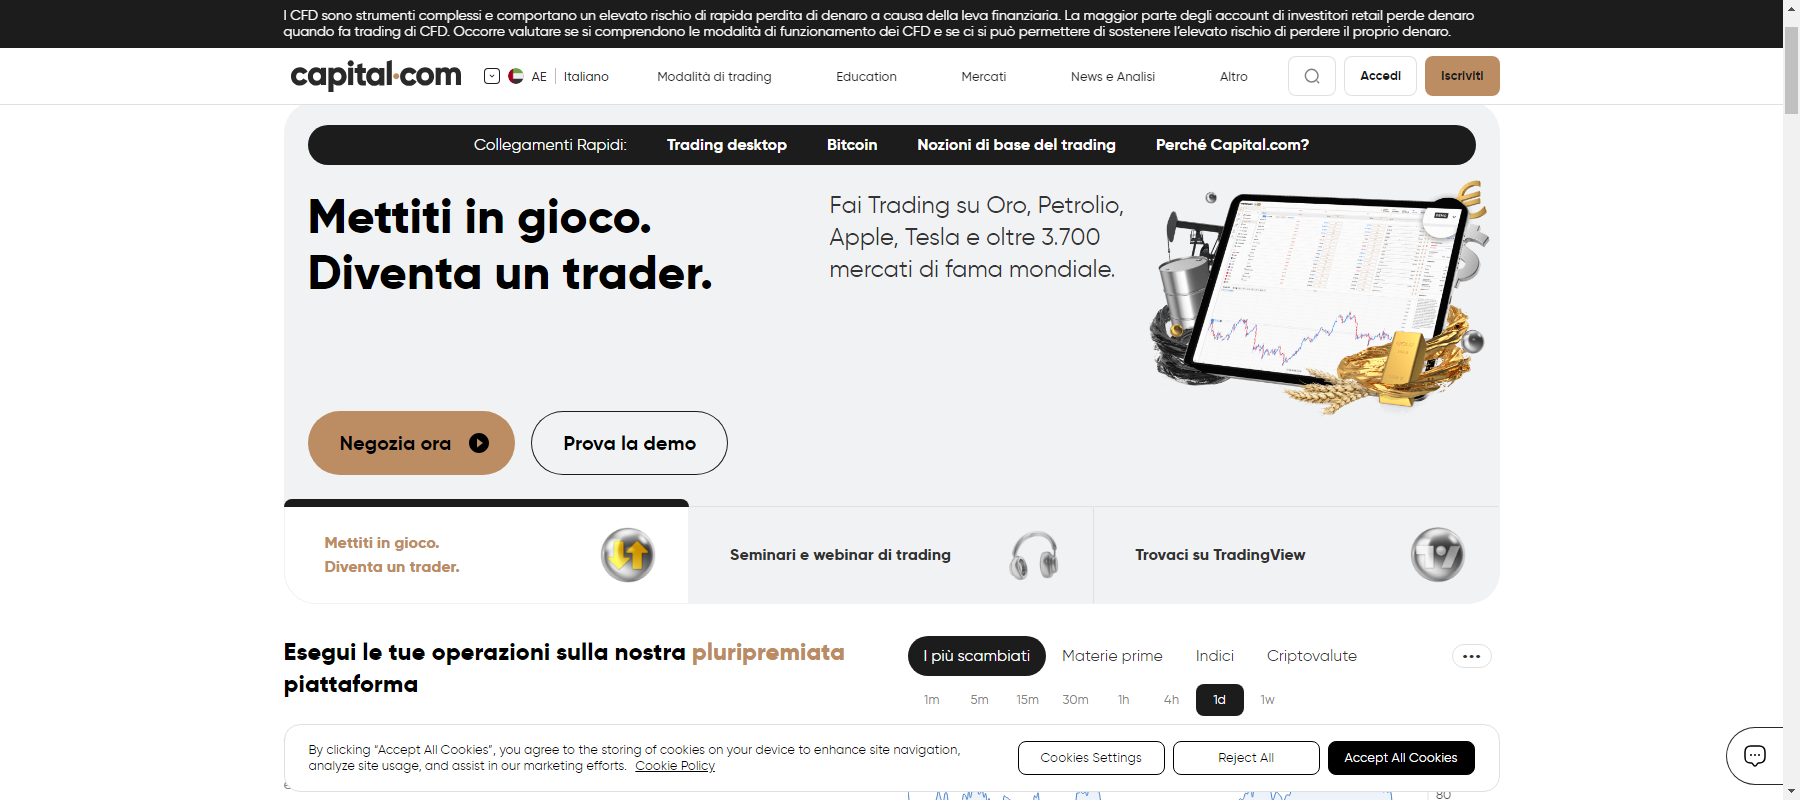 I CFD sono strumenti complessi e comportano un elevato rischio di rapida perdita di denaro a causa della leva finanziaria. La maggior parte degli account di investitori retail perde denaro
quando fa trading di CFD. Occorre valutare se si comprendono le modalità di funzionamento dei CFD e se ci si può permettere di sostenere l'elevato rischio di perdere il proprio denaro.
capital.com
AE Italiano
Modalità di trading
Education
Mercati
News e Analisi
Altro
Accedi
Iscriviti
Collegamenti Rapidi:
Trading desktop
Bitcoin
Nozioni di base del trading
Perché Capital.com?
Mettiti in gioco.
Diventa un trader.
Fai Trading su Oro, Petrolio,
Apple, Tesla e oltre 3.700
mercati di fama mondiale.
Negozia ora
Prova la demo
Mettiti in gioco.
Diventa un trader.
Seminari e webinar di trading
Trovaci su TradingView
Esegui le tue operazioni sulla nostra pluripremiata
piattaforma
I più scambiati
Materie prime
Indici
Criptovalute
1m
5m
15m
30m
1h
4h
1d
1w
By clicking “Accept All Cookies”, you agree to the storing of cookies on your device to enhance site navigation,
analyze site usage, and assist in our marketing efforts. Cookie Policy
Cookies Settings
Reject All
Accept All Cookies
80